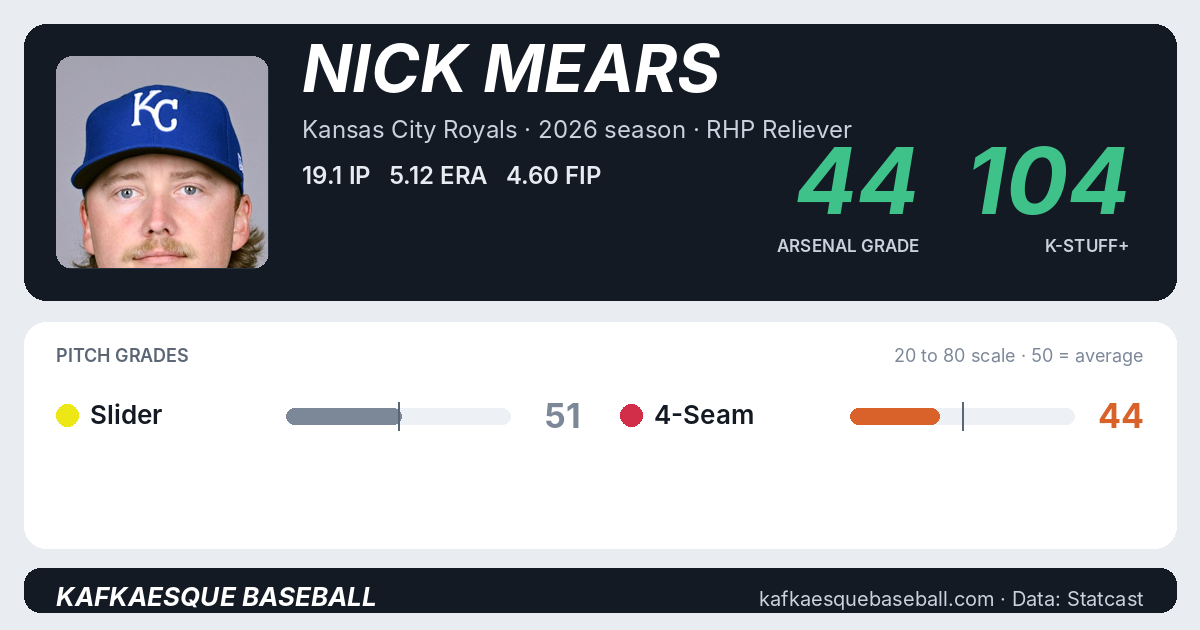 KC
NICK MEARS
Kansas City Royals · 2026 season · RHP Reliever
19.1 IP 5.12 ERA 4.60 FIP
44 104
ARSENAL GRADE K-STUFF+
PITCH GRADES 20 to 80 scale · 50 = average
Slider 51 4-Seam 44
KAFKAESQUE BASEBALL kafkaesquebaseball.com · Data: Statcast